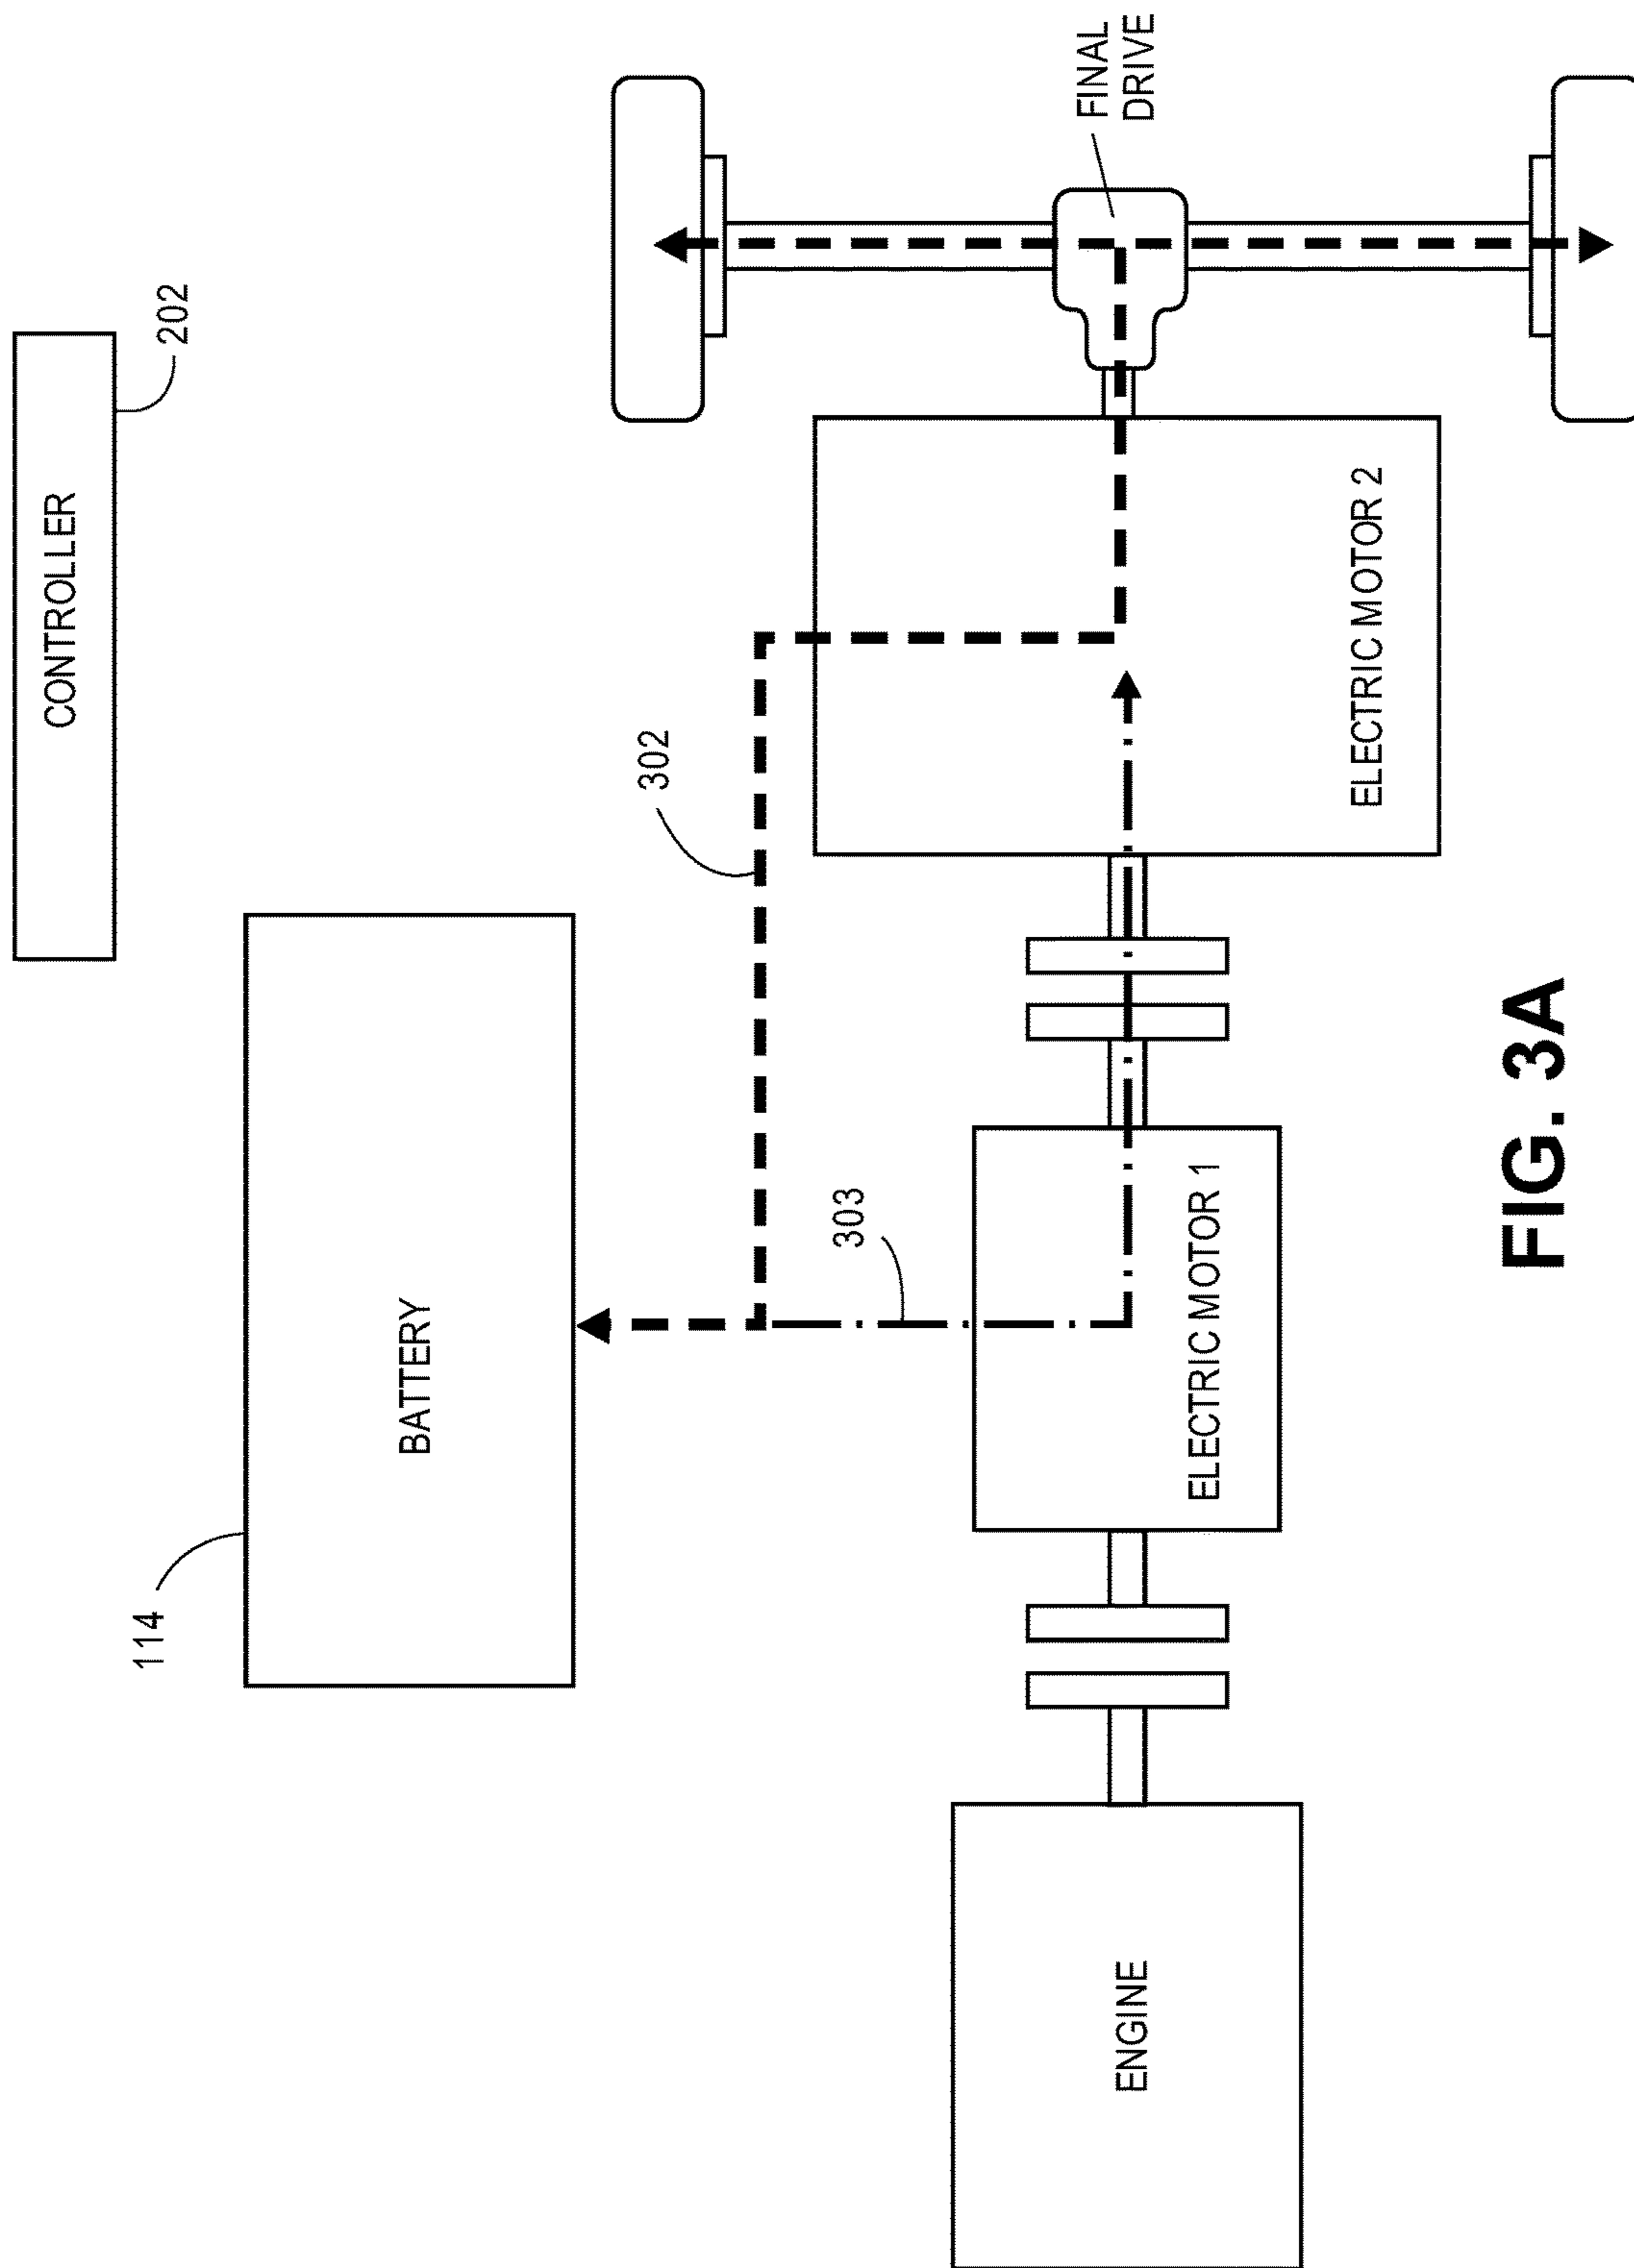 CONTROLLER
202
BATTERY
114
302
303
FINAL
DRIVE
ELECTRIC MOTOR 2
ELECTRIC MOTOR 1
ENGINE
FIG. 3A